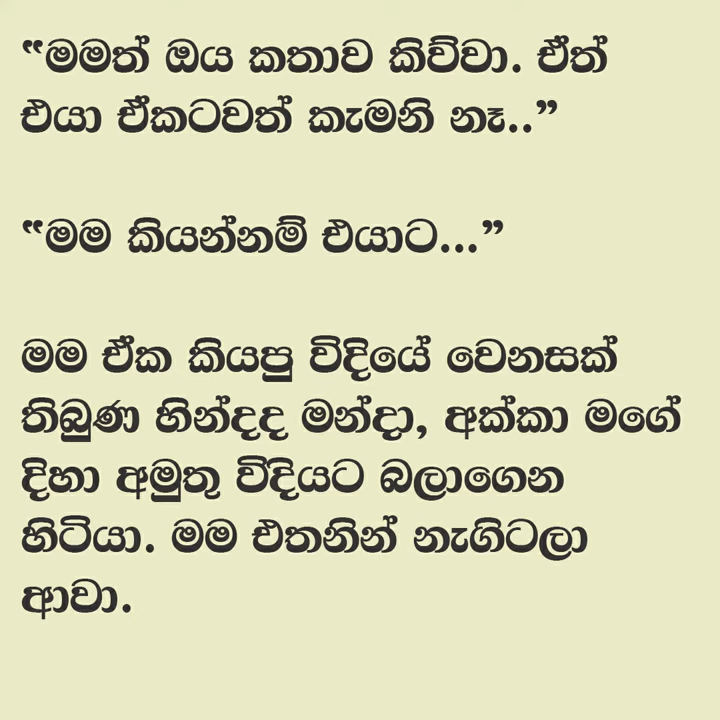 “මමත් ඔය කතාව කිව්වා. ඒත්
එයා ඒකටවත් කැමති නෑ..”
“මම කියන්නම් එයාට...”
මම ඒක කියපු විදියේ වෙනසක්
තිබුණ හින්දද මන්දා, අක්කා මගේ
දිහා අමුතු විදියට බලාගෙන
හිටියා. මම එතනින් නැගිටලා
ආවා.